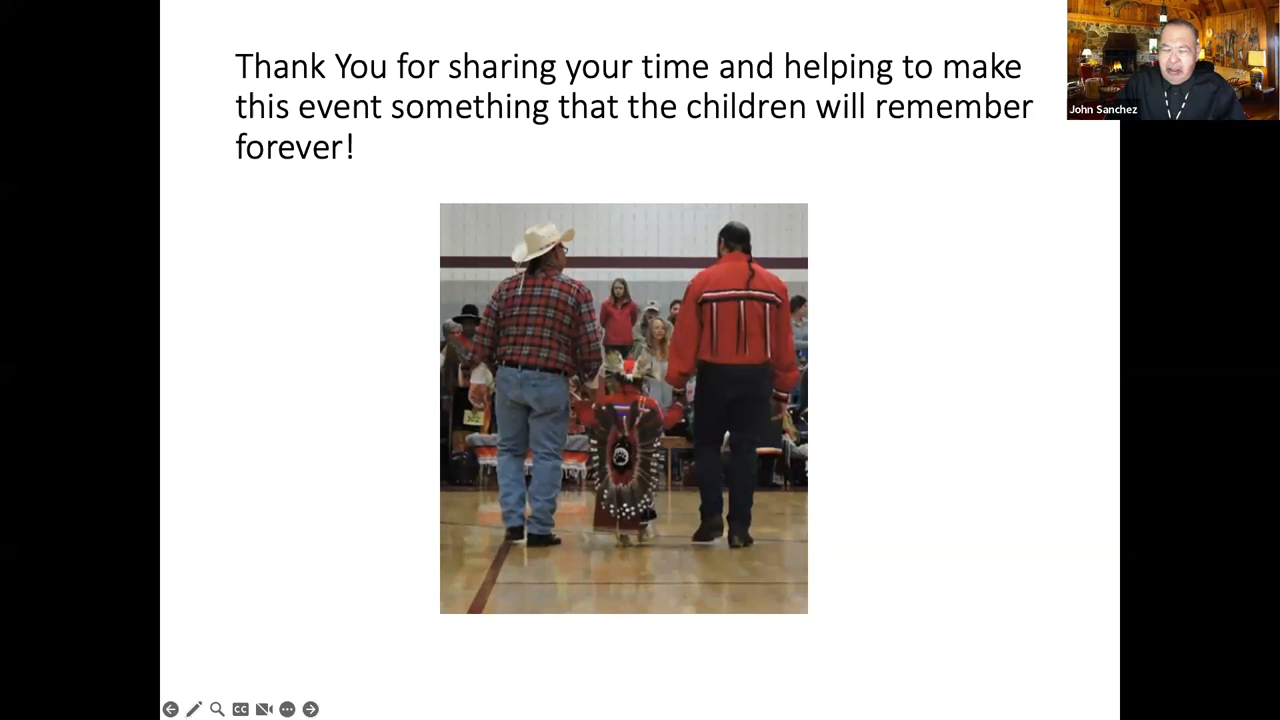 Thank You for sharing your time and helping to make
this event something that the children will remember
forever!
John Sanchez
CC